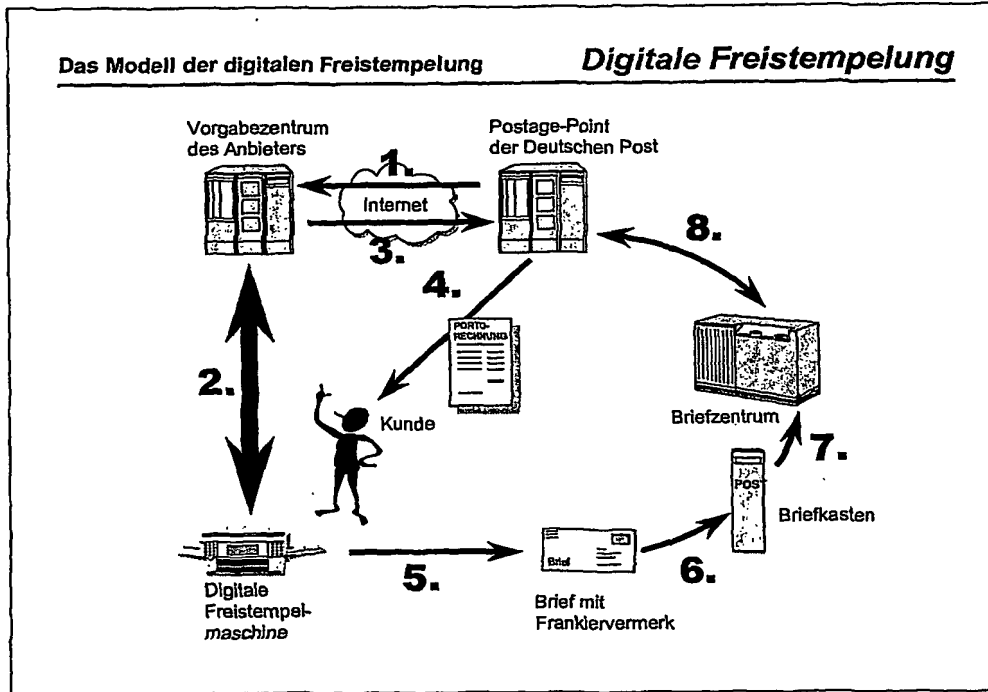 Das Modell der digitalen Freistempelung
Digitale Freistempelung
Vorgabezentrum
des Anbieters
Postage-Point
der Deutschen Post
1.
Internet
3.
8.
4.
PORTO-
RECHNUNG
2.
Kunde
Briefzentrum
7.
POST
Briefkasten
Brief
5.
6.
Digitale
Freistempel-
maschine
Brief mit
Frankiervermerk